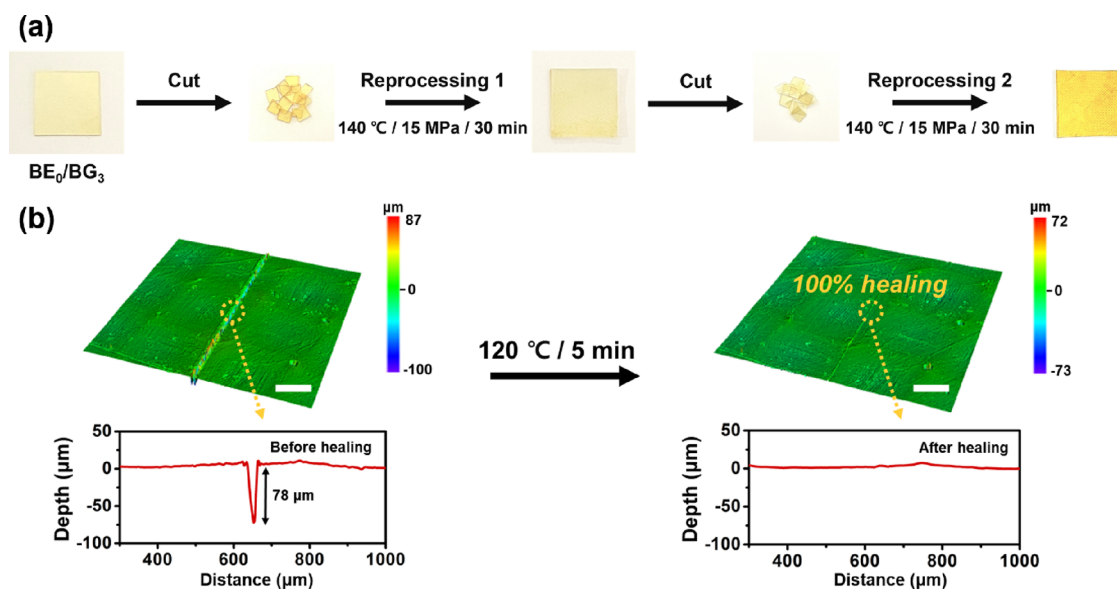 (a)
Cut
Reprocessing 1
Cut
Reprocessing 2
140 ℃ / 15 MPa / 30 min
140 ℃ / 15 MPa / 30 min
BE₀/BG₃
(b)
µm
87
0
-100
100% healing
µm
72
0
-73
120 ℃ / 5 min
50
0
-50
-100
Depth (µm)
Before healing
78 µm
400
600
800
1000
Distance (µm)
50
0
-50
-100
Depth (µm)
After healing
400
600
800
1000
Distance (µm)